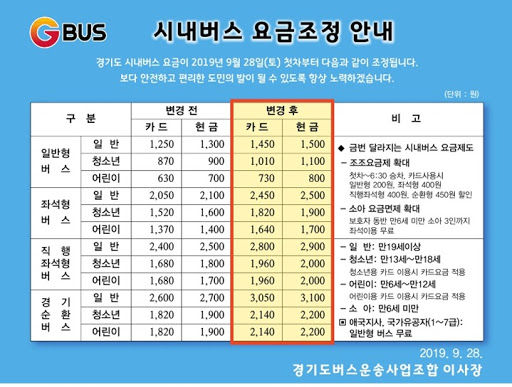 G BUS 시내버스 요금조정 안내
경기도 시내버스 요금이 2019년 9월 28일(토) 첫차부터 다음과 같이 조정됩니다.
보다 안전하고 편리한 도민의 발이 될 수 있도록 항상 노력하겠습니다.
(단위 : 원)
구 분 변경 전 변경 후 비 고
카 드 현 금 카 드 현 금
일반형 버 스
일 반 1,250 1,300 1,450 1,500
청소년 870 900 1,010 1,100
어린이 630 700 730 800
좌석형 버 스
일 반 2,050 2,100 2,450 2,500
청소년 1,520 1,600 1,820 1,900
어린이 1,370 1,400 1,640 1,700
직 행 좌석형 버 스
일 반 2,400 2,500 2,800 2,900
청소년 1,680 1,800 1,960 2,000
어린이 1,680 1,700 1,960 2,000
경 기 순 환 버 스
일 반 2,600 2,700 3,050 3,100
청소년 1,820 1,900 2,140 2,200
어린이 1,820 1,900 2,140 2,200
◆ 금번 달라지는 시내버스 요금제도
– 조조요금제 확대
첫차~6:30 승차, 카드사용시
일반형 200원, 좌석형 400원
직행좌석형 400원, 순환형 450원 할인
– 소아 요금면제 확대
보호자 동반 만6세 미만 소아 3인까지
좌석이용 무료
– 일 반: 만19세이상
– 청소년: 만13세~만18세
청소년용 카드 이용시 카드요금 적용
– 어린이: 만6세~만12세
어린이용 카드 이용시 카드요금 적용
– 소 아: 만6세 미만
▣ 애국지사, 국가유공자(1~7급):
일반형 버스 무료
2019. 9. 28.
경기도버스운송사업조합 이사장